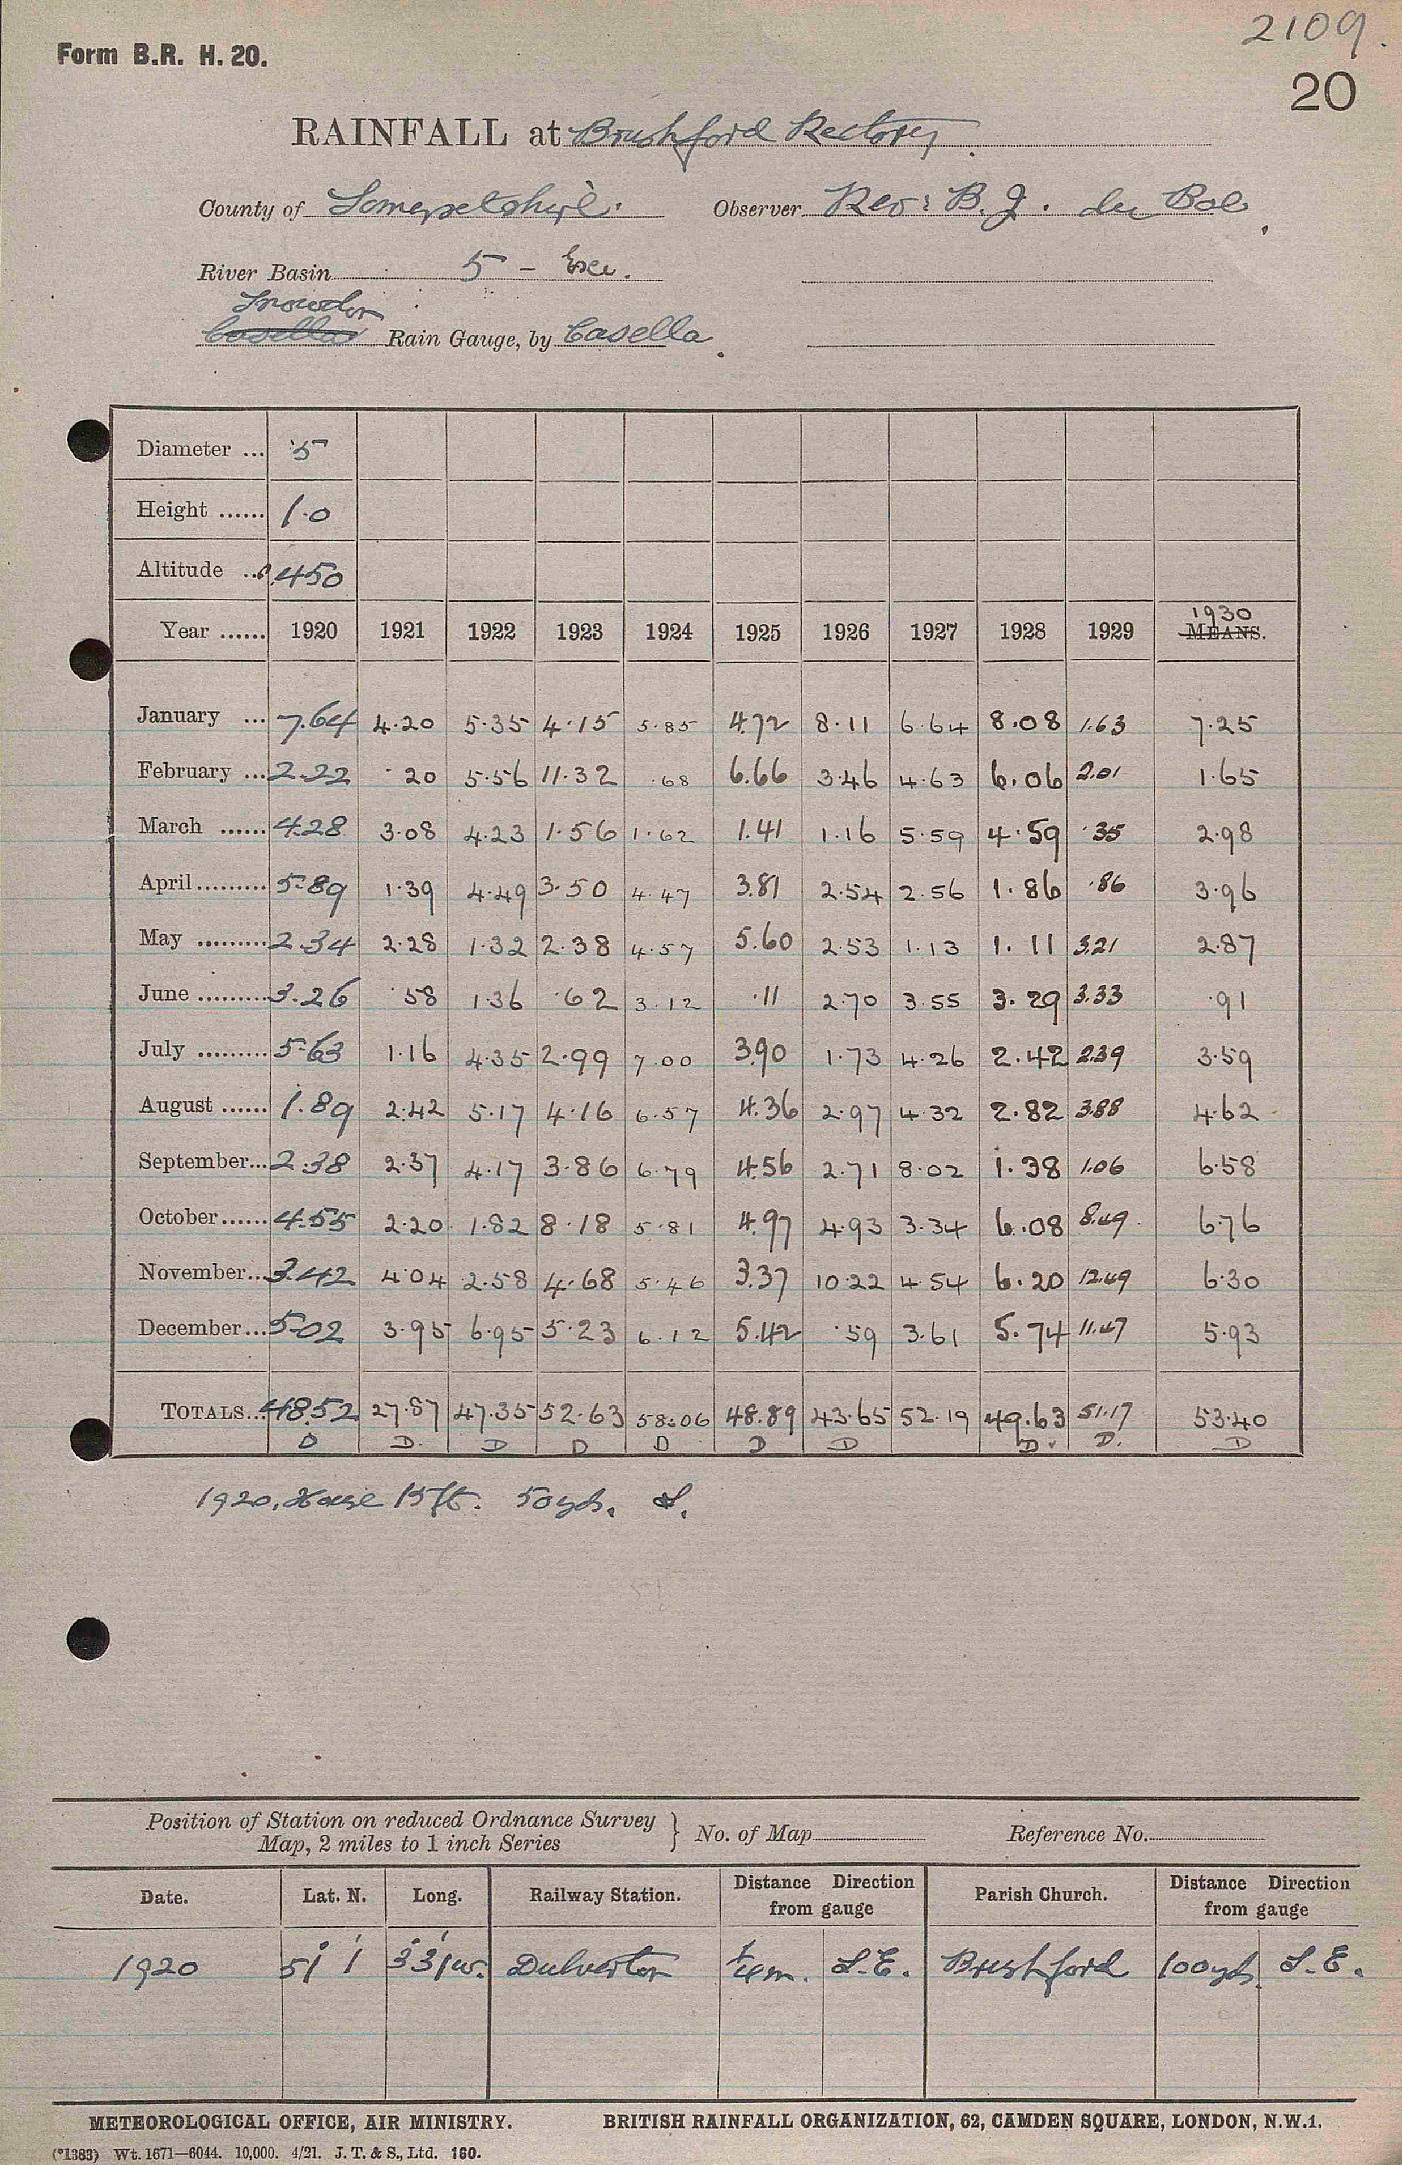 2109.
Form B.R. H. 20.
20
RAINFALL at Brushford Rectory.
County of Somersetshire. Observer Rev: B. J. du Boe.
River Basin 5 - Exe.
Snowdon
Casella Rain Gauge, by Casella.
Diameter ... 5
Height ...... 1.0
Altitude ... 450
Year ...... 1920 1921 1922 1923 1924 1925 1926 1927 1928 1929 1930 MEANS.
January ... 7.64 4.20 5.35 4.15 5.85 4.72 8.11 6.64 8.08 1.63 7.25
February ... 2.22 .20 5.56 11.32 .68 6.66 3.46 4.63 6.06 2.01 1.65
March ...... 4.28 3.08 4.23 1.56 1.62 1.41 1.16 5.59 4.59 .35 2.98
April ......... 5.89 1.39 4.49 3.50 4.47 3.81 2.54 2.56 1.86 .86 3.96
May ......... 2.34 2.28 1.32 2.38 4.57 5.60 2.53 1.13 1.11 3.21 2.87
June ......... 3.26 .58 1.36 .62 3.12 .11 2.70 3.55 3.29 3.33 .91
July ......... 5.63 1.16 4.35 2.99 7.00 3.90 1.73 4.26 2.42 2.39 3.59
August ...... 1.89 2.42 5.17 4.16 6.57 4.36 2.97 4.32 2.82 3.88 4.62
September... 2.38 2.37 4.17 3.86 6.79 4.56 2.71 8.02 1.38 1.06 6.58
October ...... 4.55 2.20 1.82 8.18 5.81 4.97 4.93 3.34 6.08 8.49 6.76
November... 3.42 4.04 2.58 4.68 5.46 3.37 10.22 4.54 6.20 12.49 6.30
December ... 5.02 3.95 6.95 5.23 6.12 5.42 .59 3.61 5.74 11.47 5.93
TOTALS... 48.52 27.87 47.35 52.63 58.06 48.89 43.65 52.19 49.63 51.17 53.40
D D. D D D D D D. D. D
1920, House 15ft. 50yds. S.
Position of Station on reduced Ordnance Survey
Map, 2 miles to 1 inch Series } No. of Map Reference No.
Date. Lat. N. Long. Railway Station. Distance Direction from gauge Parish Church. Distance Direction from gauge
1920 51° 1' 3° 31' w. Dulverton 1/4 m. S.E. Brushford 100yds. S.E.
METEOROLOGICAL OFFICE, AIR MINISTRY. BRITISH RAINFALL ORGANIZATION, 62, CAMDEN SQUARE, LONDON, N.W.1.
(*1383) Wt. 1671—6044. 10,000. 4/21. J. T. & S., Ltd. 160.